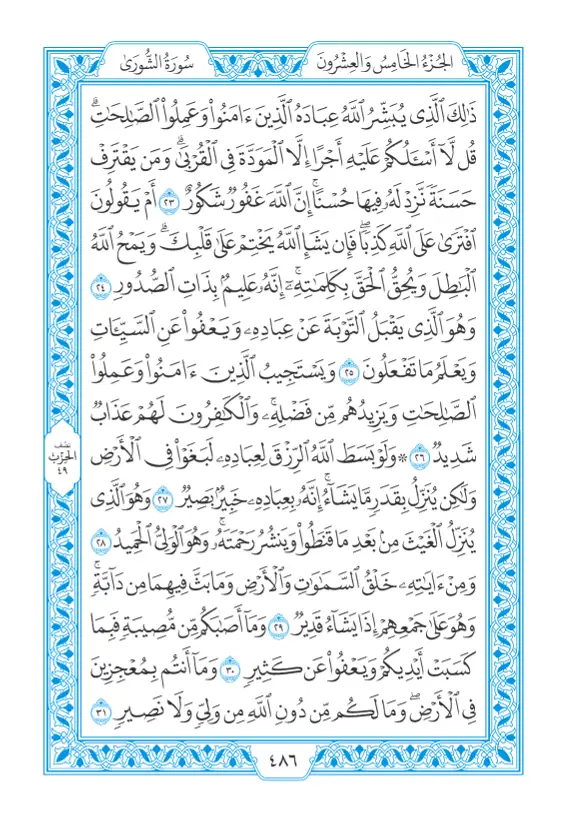 الجُزْءُ الخَامِسُ وَالعِشْرُونَ
سُورَةُ الشُّورَىٰ
ذَٰلِكَ ٱلَّذِى يُبَشِّرُ ٱللَّهُ عِبَادَهُ ٱلَّذِينَ ءَامَنُوا۟ وَعَمِلُوا۟ ٱلصَّٰلِحَٰتِۗ
قُل لَّآ أَسْـَٔلُكُمْ عَلَيْهِ أَجْرًا إِلَّا ٱلْمَوَدَّةَ فِى ٱلْقُرْبَىٰۗ وَمَن يَقْتَرِفْ
حَسَنَةً نَّزِدْ لَهُۥ فِيهَا حُسْنًاۚ إِنَّ ٱللَّهَ غَفُورٌ شَكُورٌ ٢٣ أَمْ يَقُولُونَ
ٱفْتَرَىٰ عَلَى ٱللَّهِ كَذِبًاۖ فَإِن يَشَإِ ٱللَّهُ يَخْتِمْ عَلَىٰ قَلْبِكَۗ وَيَمْحُ ٱللَّهُ
ٱلْبَٰطِلَ وَيُحِقُّ ٱلْحَقَّ بِكَلِمَٰتِهِۦٓۚ إِنَّهُۥ عَلِيمٌۢ بِذَاتِ ٱلصُّدُورِ ٢٤
وَهُوَ ٱلَّذِى يَقْبَلُ ٱلتَّوْبَةَ عَنْ عِبَادِهِۦ وَيَعْفُوا۟ عَنِ ٱلسَّيِّـَٔاتِ
وَيَعْلَمُ مَا تَفْعَلُونَ ٢٥ وَيَسْتَجِيبُ ٱلَّذِينَ ءَامَنُوا۟ وَعَمِلُوا۟
ٱلصَّٰلِحَٰتِ وَيَزِيدُهُم مِّن فَضْلِهِۦۚ وَٱلْكَٰفِرُونَ لَهُمْ عَذَابٌ
شَدِيدٌ ٢٦ ۞ وَلَوْ بَسَطَ ٱللَّهُ ٱلرِّزْقَ لِعِبَادِهِۦ لَبَغَوْا۟ فِى ٱلْأَرْضِ
وَلَٰكِن يُنَزِّلُ بِقَدَرٍ مَّا يَشَآءُۚ إِنَّهُۥ بِعِبَادِهِۦ خَبِيرٌۢ بَصِيرٌ ٢٧ وَهُوَ ٱلَّذِى
يُنَزِّلُ ٱلْغَيْثَ مِنۢ بَعْدِ مَا قَنَطُوا۟ وَيَنشُرُ رَحْمَتَهُۥۚ وَهُوَ ٱلْوَلِىُّ ٱلْحَمِيدُ ٢٨
وَمِنْ ءَايَٰتِهِۦ خَلْقُ ٱلسَّمَٰوَٰتِ وَٱلْأَرْضِ وَمَا بَثَّ فِيهِمَا مِن دَآبَّةٍۚ
وَهُوَ عَلَىٰ جَمْعِهِمْ إِذَا يَشَآءُ قَدِيرٌ ٢٩ وَمَآ أَصَٰبَكُم مِّن مُّصِيبَةٍ فَبِمَا
كَسَبَتْ أَيْدِيكُمْ وَيَعْفُوا۟ عَن كَثِيرٍ ٣٠ وَمَآ أَنتُم بِمُعْجِزِينَ
فِى ٱلْأَرْضِۖ وَمَا لَكُم مِّن دُونِ ٱللَّهِ مِن وَلِىٍّ وَلَا نَصِيرٍ ٣١
نصف
الحزب
٤٩
٤٨٦